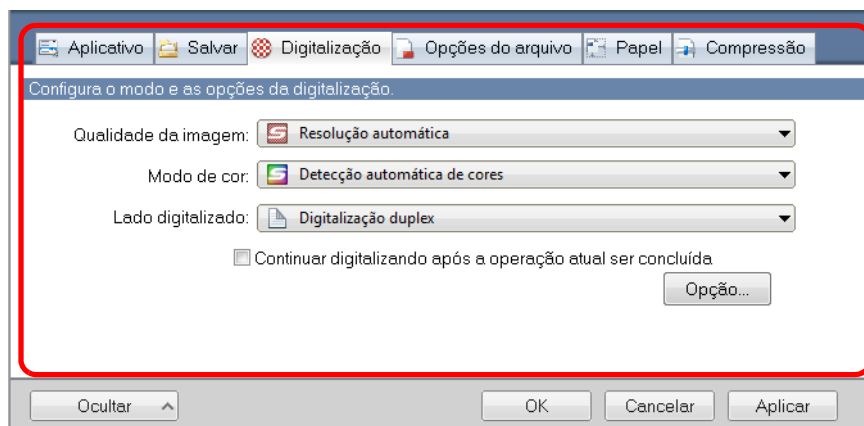 Aplicativo Salvar Digitalização Opções do arquivo Papel Compressão
Configura o modo e as opções da digitalização.
Qualidade da imagem: Resolução automática
Modo de cor: Detecção automática de cores
Lado digitalizado: Digitalização duplex
Continuar digitalizando após a operação atual ser concluída
Opção...
Ocultar OK Cancelar Aplicar